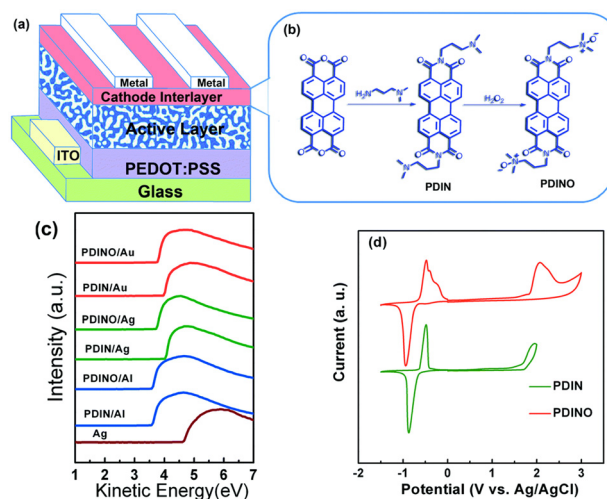 (a)
Metal
Metal
Cathode Interlayer
Active Layer
ITO
PEDOT:PSS
Glass
(b)
H₂N
N
H₂O₂
O O O
O O O
O N O
O N O
N
N
PDIN
O N O
O N O
N⁺
O⁻
N⁺
O⁻
PDINO
(c)
Intensity (a.u.)
PDINO/Au
PDIN/Au
PDINO/Ag
PDIN/Ag
PDINO/Al
PDIN/Al
Ag
1 2 3 4 5 6 7
Kinetic Energy(eV)
(d)
Current (a. u.)
PDIN
PDINO
-2 -1 0 1 2 3
Potential (V vs. Ag/AgCl)